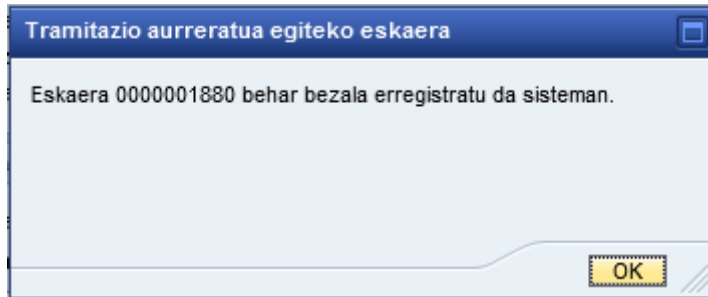 Tramitazio aurreratua egiteko eskaera
Eskaera 0000001880 behar bezala erregistratu da sisteman.
OK